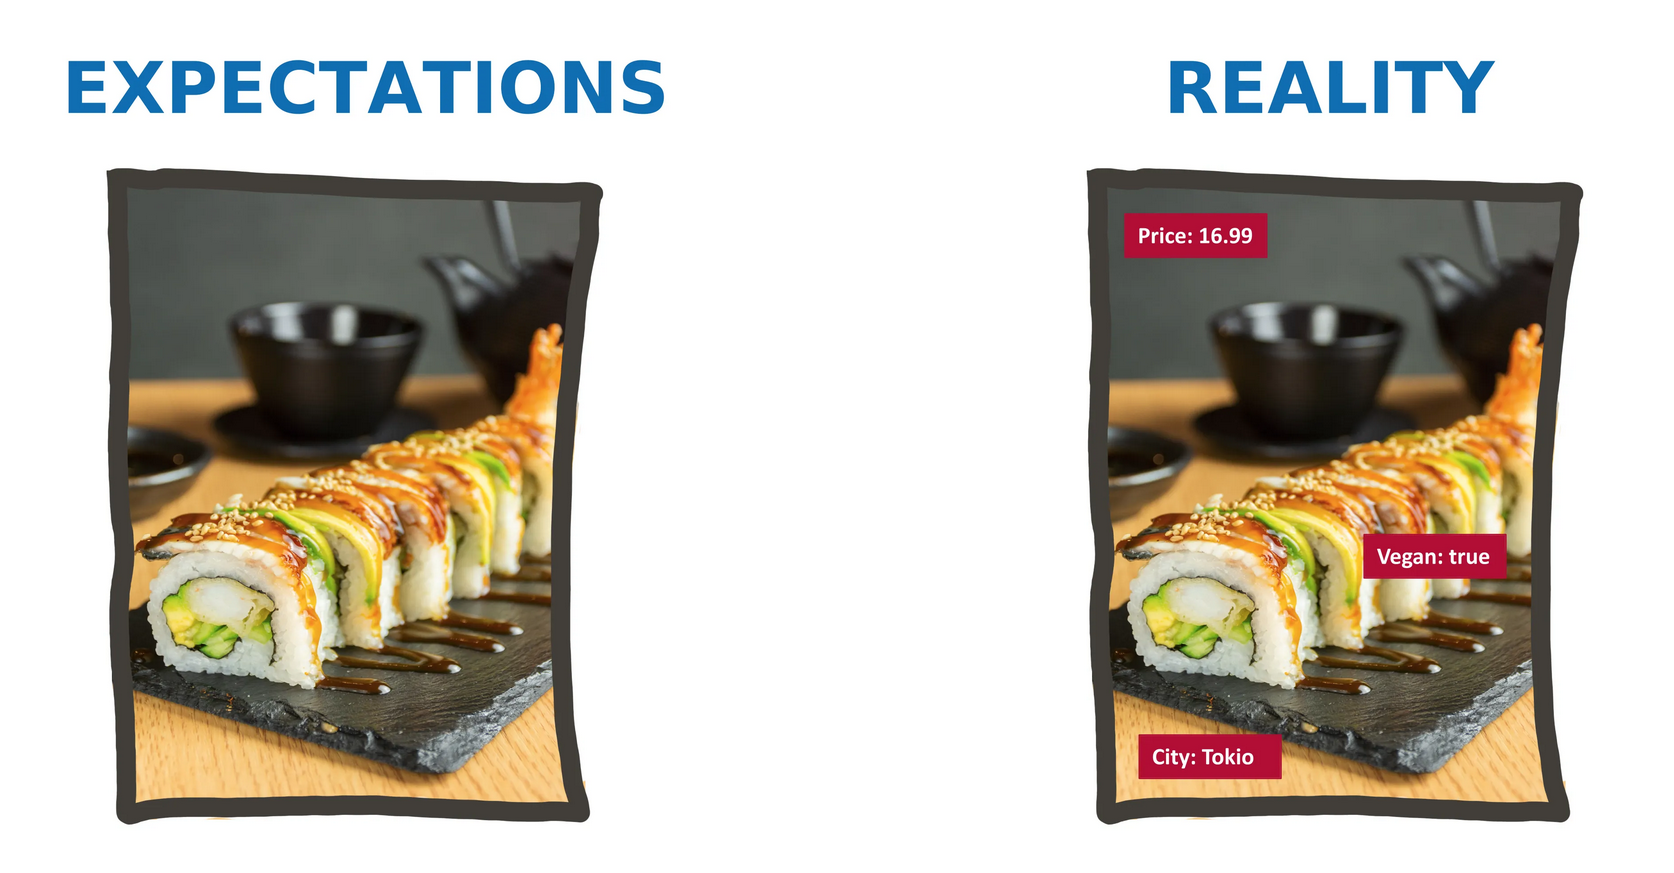 EXPECTATIONS
REALITY
Price: 16.99
Vegan: true
City: Tokio